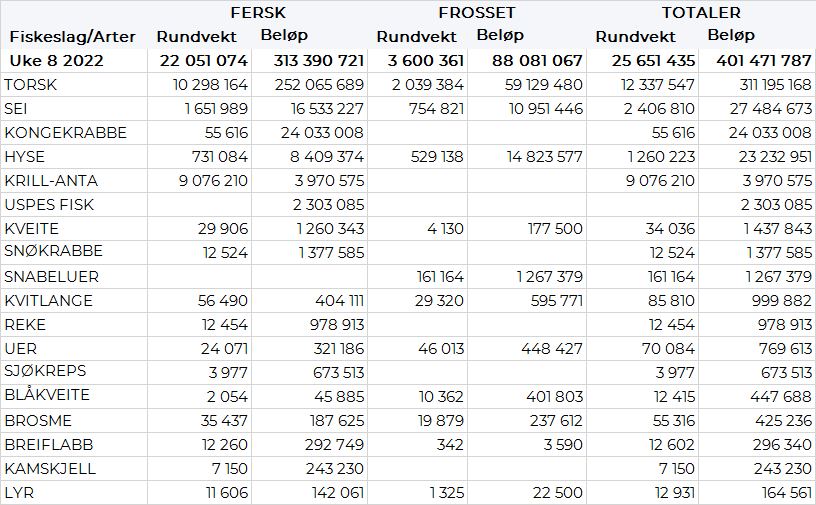 FERSK FROSSET TOTALER
Fiskeslag/Arter Rundvekt Beløp Rundvekt Beløp Rundvekt Beløp
Uke 8 2022 22 051 074 313 390 721 3 600 361 88 081 067 25 651 435 401 471 787
TORSK 10 298 164 252 065 689 2 039 384 59 129 480 12 337 547 311 195 168
SEI 1 651 989 16 533 227 754 821 10 951 446 2 406 810 27 484 673
KONGEKRABBE 55 616 24 033 008 55 616 24 033 008
HYSE 731 084 8 409 374 529 138 14 823 577 1 260 223 23 232 951
KRILL-ANTA 9 076 210 3 970 575 9 076 210 3 970 575
USPES FISK 2 303 085 2 303 085
KVEITE 29 906 1 260 343 4 130 177 500 34 036 1 437 843
SNØKRABBE 12 524 1 377 585 12 524 1 377 585
SNABELUER 161 164 1 267 379 161 164 1 267 379
KVITLANGE 56 490 404 111 29 320 595 771 85 810 999 882
REKE 12 454 978 913 12 454 978 913
UER 24 071 321 186 46 013 448 427 70 084 769 613
SJØKREPS 3 977 673 513 3 977 673 513
BLÅKVEITE 2 054 45 885 10 362 401 803 12 415 447 688
BROSME 35 437 187 625 19 879 237 612 55 316 425 236
BREIFLABB 12 260 292 749 342 3 590 12 602 296 340
KAMSKJELL 7 150 243 230 7 150 243 230
LYR 11 606 142 061 1 325 22 500 12 931 164 561